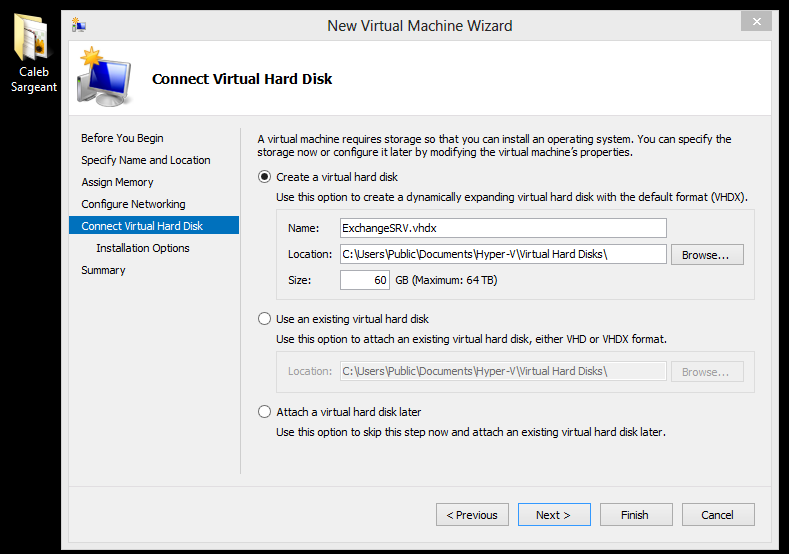 Caleb
Sargeant
New Virtual Machine Wizard
Connect Virtual Hard Disk
Before You Begin
Specify Name and Location
Assign Memory
Configure Networking
Connect Virtual Hard Disk
Installation Options
Summary
A virtual machine requires storage so that you can install an operating system. You can specify the
storage now or configure it later by modifying the virtual machine's properties.
Create a virtual hard disk
Use this option to create a dynamically expanding virtual hard disk with the default format (VHDX).
Name: ExchangeSRV.vhdx
Location: C:\Users\Public\Documents\Hyper-V\Virtual Hard Disks\ Browse...
Size: 60 GB (Maximum: 64 TB)
Use an existing virtual hard disk
Use this option to attach an existing virtual hard disk, either VHD or VHDX format.
Location: C:\Users\Public\Documents\Hyper-V\Virtual Hard Disks\ Browse...
Attach a virtual hard disk later
Use this option to skip this step now and attach an existing virtual hard disk later.
< Previous Next > Finish Cancel